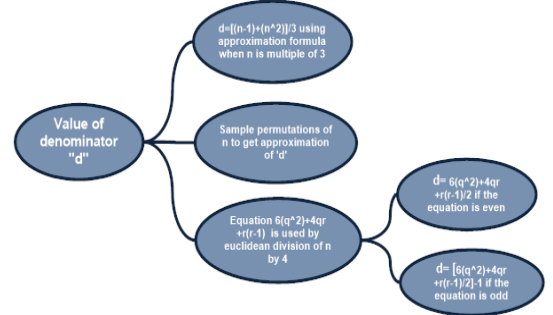 d=[(n-1)+(n^2)]/3 using
approximation formula
when n is multiple of 3
Value of
denominator
"d"
Sample permutations of
n to get approximation
of 'd'
Equation 6(q^2)+4qr
+r(r-1) is used by
euclidean division of n
by 4
d= 6(q^2)+4qr
+r(r-1)/2 if the
equation is even
d= [6(q^2)+4qr
+r(r-1)/2]-1 if the
equation is odd